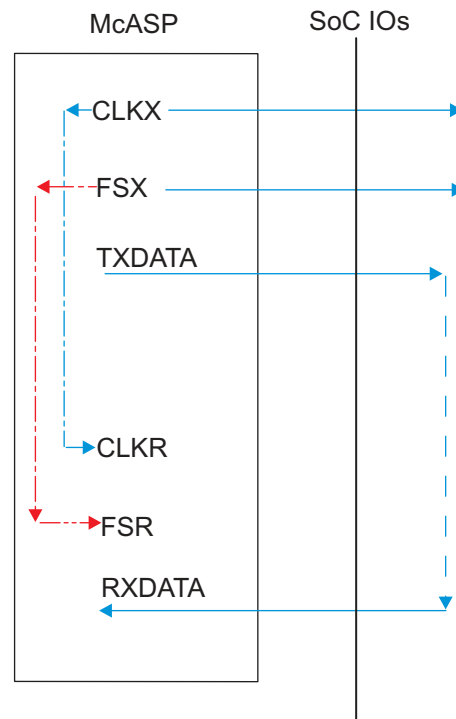 McASP
SoC IOs
CLKX
FSX
TXDATA
CLKR
FSR
RXDATA